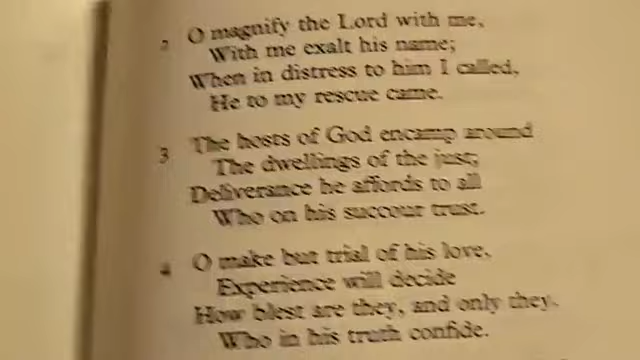 2 O magnify the Lord with me,
With me exalt his name;
When in distress to him I called,
He to my rescue came.
3 The hosts of God encamp around
The dwellings of the just;
Deliverance he affords to all
Who on his succour trust.
4 O make but trial of his love,
Experience will decide
How blest are they, and only they,
Who in his truth confide.